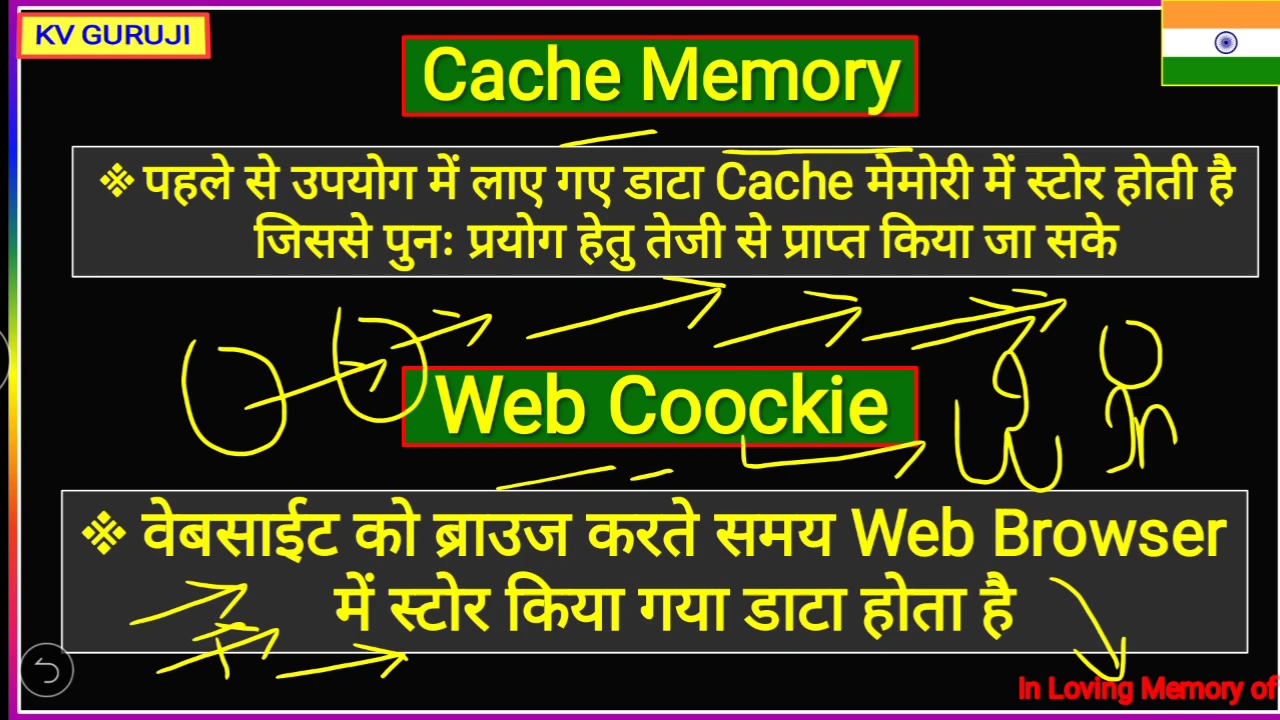 KV GURUJI
Cache Memory
❖ पहले से उपयोग में लाए गए डाटा Cache मेमोरी में स्टोर होती है
जिससे पुनः प्रयोग हेतु तेजी से प्राप्त किया जा सके
Web Coockie
❖ वेबसाईट को ब्राउज करते समय Web Browser
में स्टोर किया गया डाटा होता है
In Loving Memory of